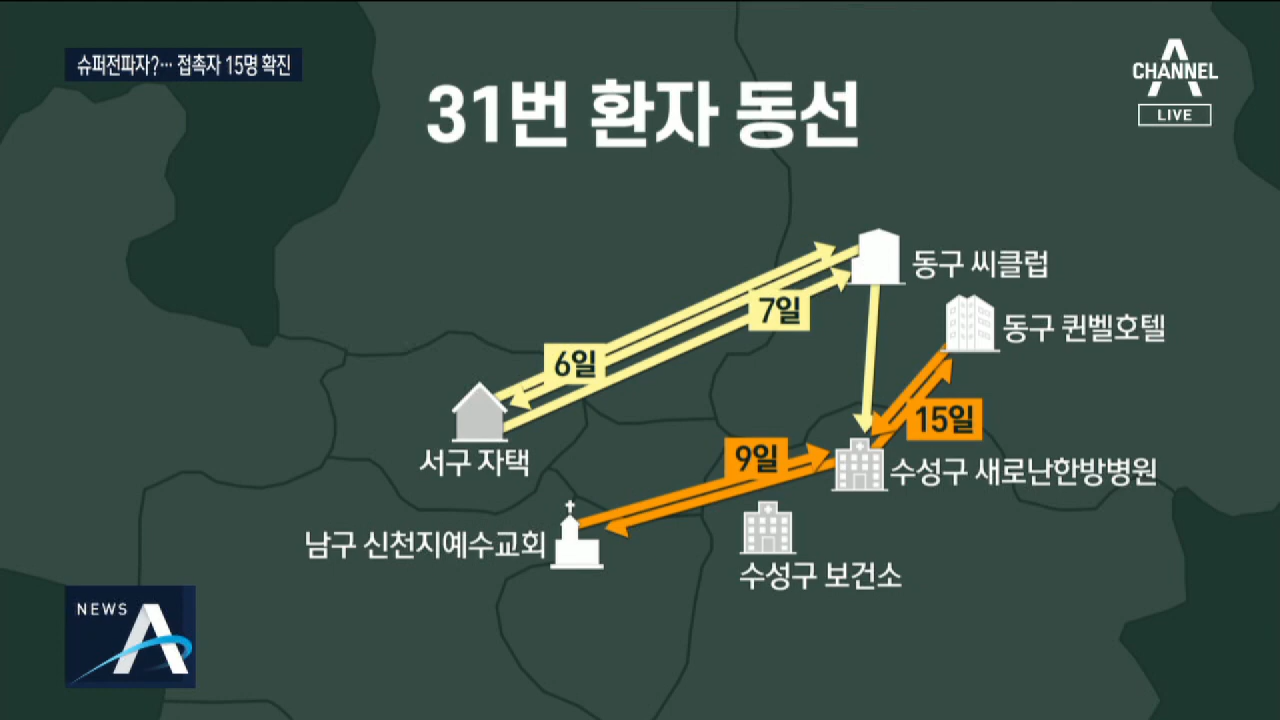 슈퍼전파자?… 접촉자 15명 확진
CHANNEL A
LIVE
31번 환자 동선
동구 씨클럽
7일
동구 퀸벨호텔
6일
15일
서구 자택
9일
수성구 새로난한방병원
남구 신천지예수교회
수성구 보건소
NEWS A